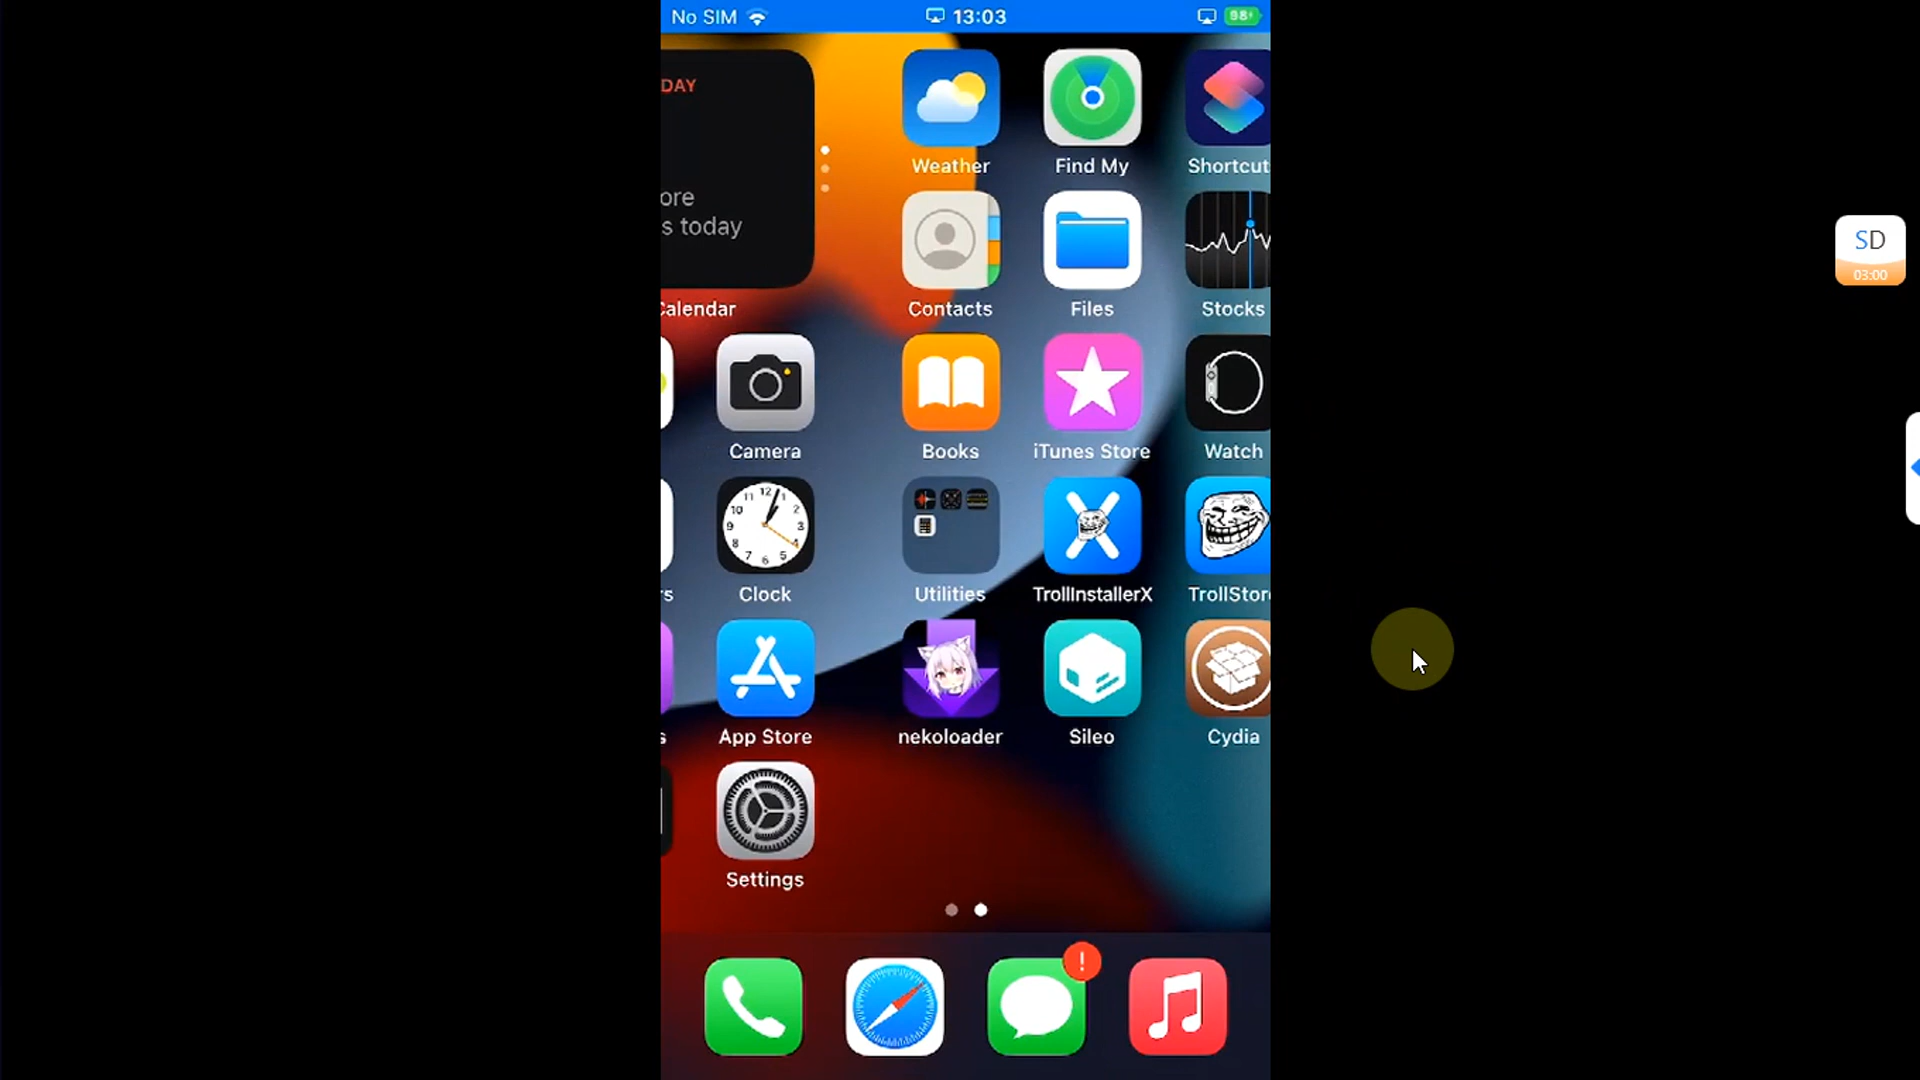 No SIM 13:03 98
DAY
ore
s today
Calendar
Weather Find My Shortcut
Contacts Files Stocks
Camera Books iTunes Store Watch
rs Clock Utilities TrollInstallerX TrollStor
s App Store nekoloader Sileo Cydia
Settings
!
SD
03:00